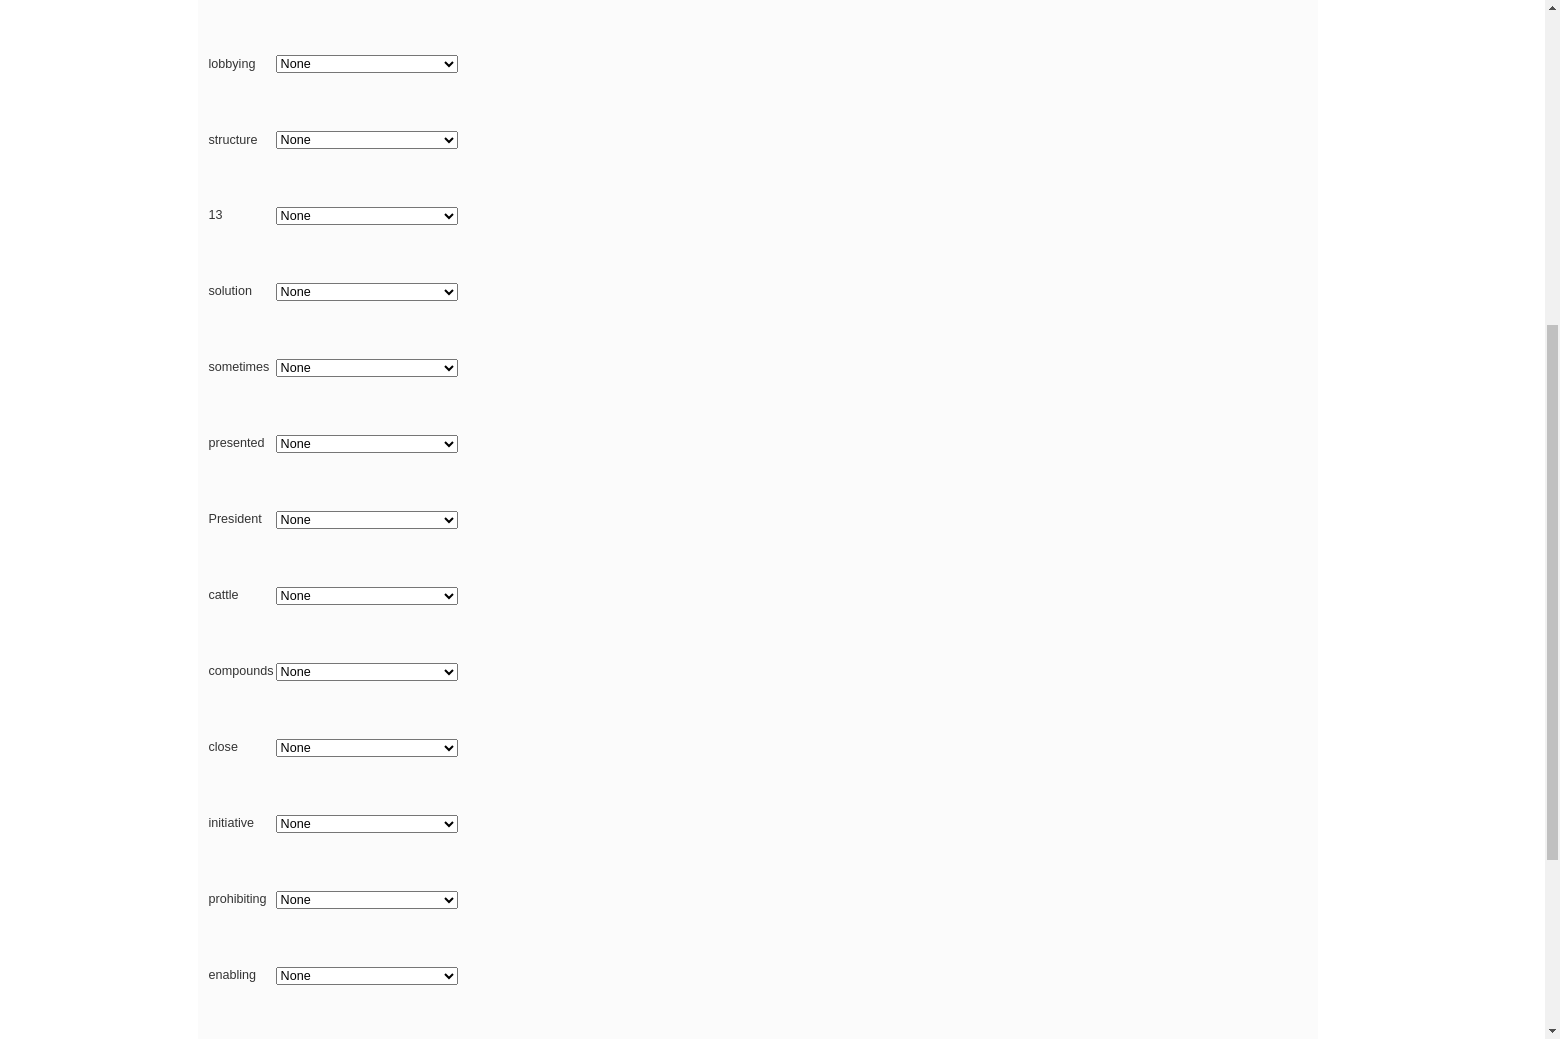 lobbying None
structure None
13 None
solution None
sometimes None
presented None
President None
cattle None
compounds None
close None
initiative None
prohibiting None
enabling None